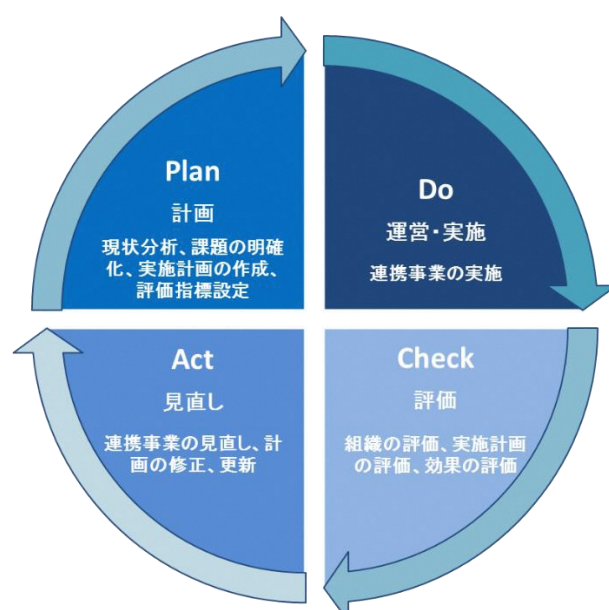 Plan
計画
現状分析、課題の明確
化、実施計画の作成、
評価指標設定
Do
運営・実施
連携事業の実施
Act
見直し
連携事業の見直し、計
画の修正、更新
Check
評価
組織の評価、実施計画
の評価、効果の評価